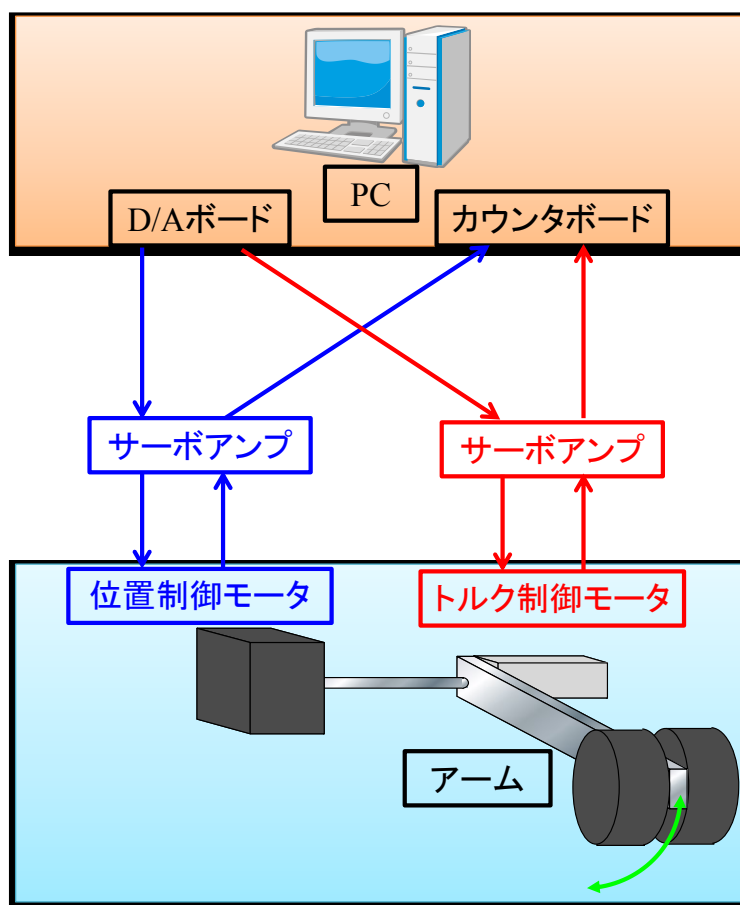 PC
D/Aボード
カウンタボード
サーボアンプ
サーボアンプ
位置制御モータ
トルク制御モータ
アーム